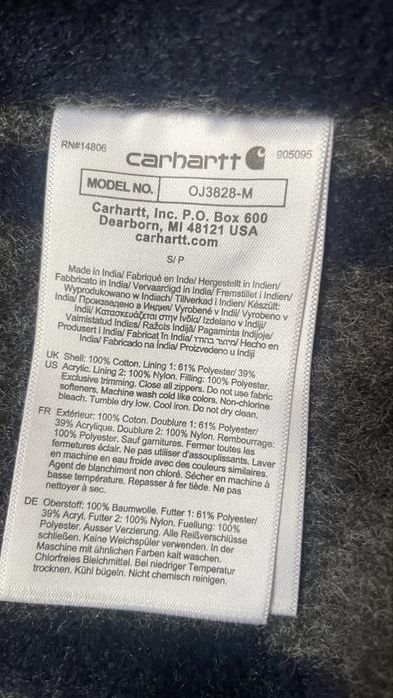 RN#14806
carhartt
905095
MODEL NO. OJ3828-M
Carhartt, Inc. P.O. Box 600
Dearborn, MI 48121 USA
carhartt.com
S/P
Made in India/ Fabriqué en Inde/ Hergestellt in Indien/
Fabbricato in India/ Vervaardigd in India/ Fremstillet i Indien/
Wyprodukowano w Indiach/ Tillverkad i Indien/ Készült:
India/ Произведено в Индия/ Vyrobené v Indii/ Vyrobeno v
Indii/ Κατασκευάζεται στην Ινδία/ Izdelano v Indiji/
Valmistatud Indias/ Ražots Indijā/ Pagaminta Indijoje/
Produsert i India/ Fabricat în India/ מיוצר בהודו/ Hecho en
India/ Fabricado na Índia/ Proizvedeno u Indiji
UK Shell: 100% Cotton. Lining 1: 61% Polyester/ 39%
US Acrylic. Lining 2: 100% Nylon. Filling: 100% Polyester.
Exclusive trimming. Close all zippers. Do not use fabric
softeners. Machine wash cold like colors. Non-chlorine
bleach. Tumble dry low. Cool iron. Do not dry clean.
FR Extérieur: 100% Coton. Doublure 1: 61% Polyester/
39% Acrylique. Doublure 2: 100% Nylon. Rembourrage:
100% Polyester. Sauf garnitures. Fermer toutes les
fermetures éclair. Ne pas utiliser d'assouplissants. Laver
en machine en eau froide avec des couleurs similaires.
Agent de blanchiment non chloré. Sécher en machine à
basse température. Repasser à fer tiède. Ne pas
nettoyer à sec.
DE Oberstoff: 100% Baumwolle. Futter 1: 61% Polyester/
39% Acryl. Futter 2: 100% Nylon. Fuellung: 100%
Polyester. Ausser Verzierung. Alle Reißverschlüsse
schließen. Keine Weichspüler verwenden. In der
Maschine mit ähnlichen Farben kalt waschen.
Chlorfreies Bleichmittel. Bei niedriger Temperatur
trocknen. Kühl bügeln. Nicht chemisch reinigen.